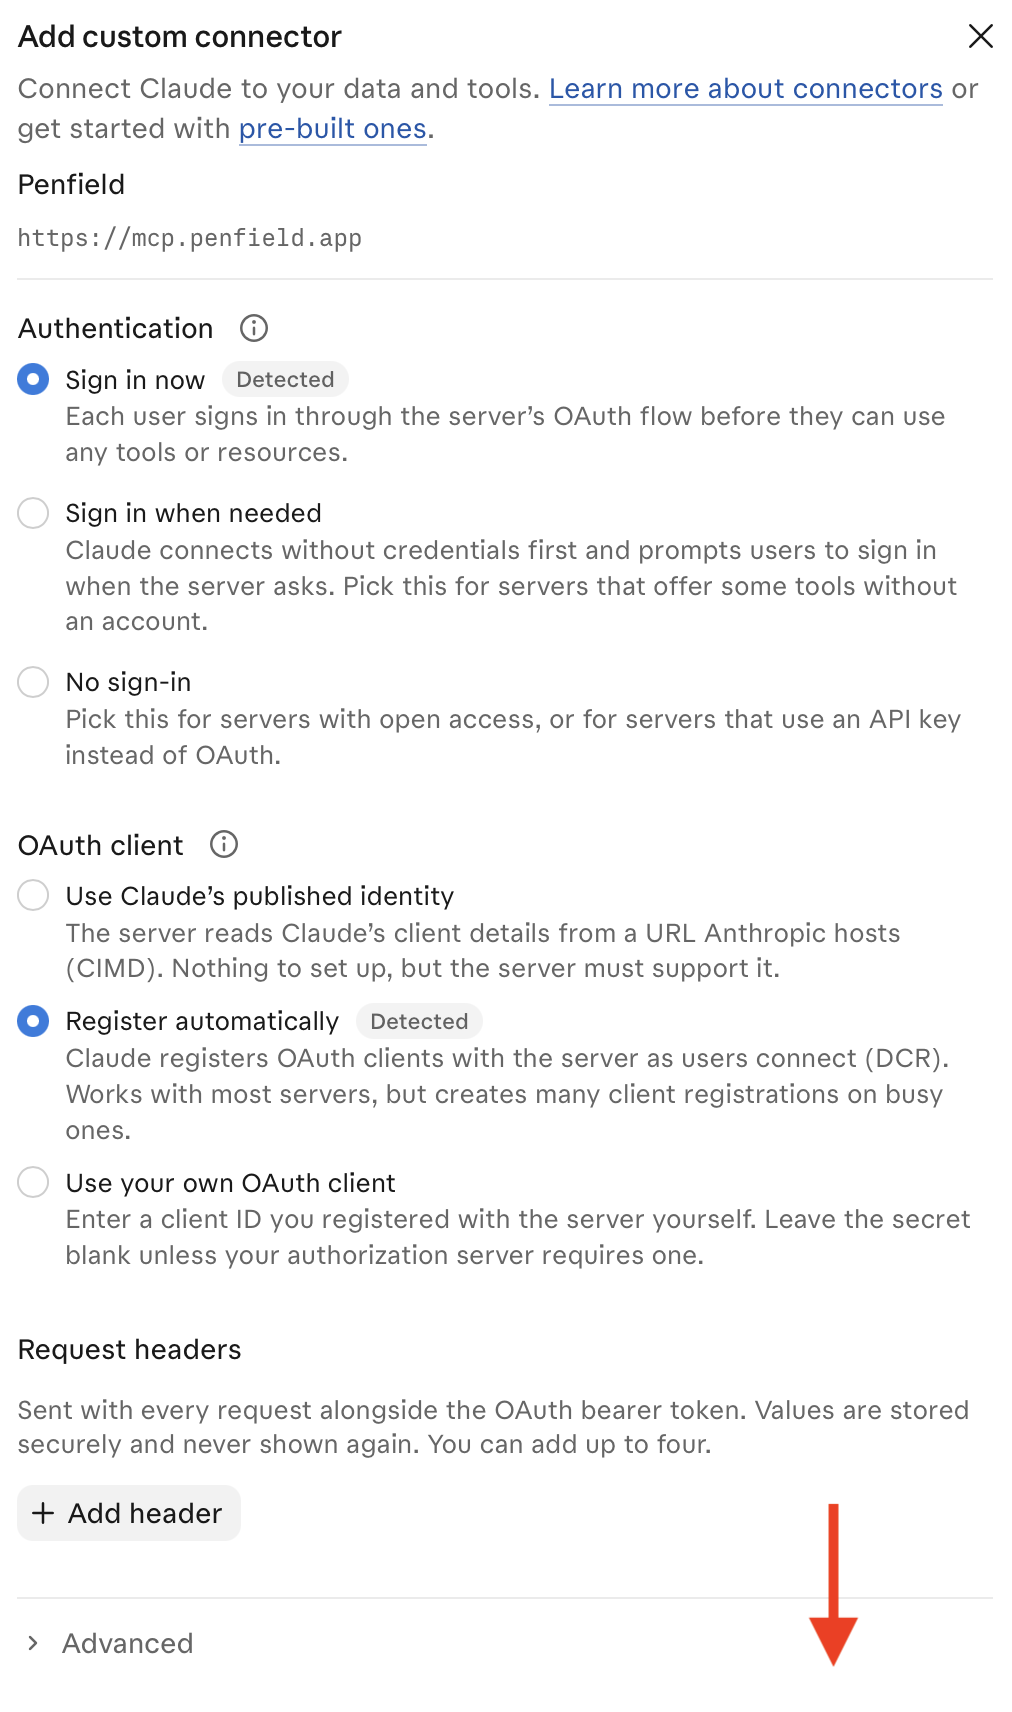 Add custom connector
Connect Claude to your data and tools. Learn more about connectors or
get started with pre-built ones.
Penfield
https://mcp.penfield.app
Authentication
Sign in now Detected
Each user signs in through the server’s OAuth flow before they can use
any tools or resources.
Sign in when needed
Claude connects without credentials first and prompts users to sign in
when the server asks. Pick this for servers that offer some tools without
an account.
No sign-in
Pick this for servers with open access, or for servers that use an API key
instead of OAuth.
OAuth client
Use Claude’s published identity
The server reads Claude’s client details from a URL Anthropic hosts
(CIMD). Nothing to set up, but the server must support it.
Register automatically Detected
Claude registers OAuth clients with the server as users connect (DCR).
Works with most servers, but creates many client registrations on busy
ones.
Use your own OAuth client
Enter a client ID you registered with the server yourself. Leave the secret
blank unless your authorization server requires one.
Request headers
Sent with every request alongside the OAuth bearer token. Values are stored
securely and never shown again. You can add up to four.
+ Add header
Advanced